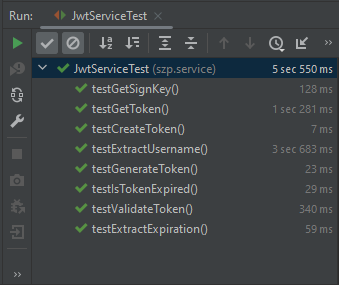 Run: JwtServiceTest
JwtServiceTest (szp.service) 5 sec 550 ms
testGetSignKey() 128 ms
testGetToken() 1 sec 281 ms
testCreateToken() 7 ms
testExtractUsername() 3 sec 683 ms
testGenerateToken() 23 ms
testIsTokenExpired() 29 ms
testValidateToken() 340 ms
testExtractExpiration() 59 ms